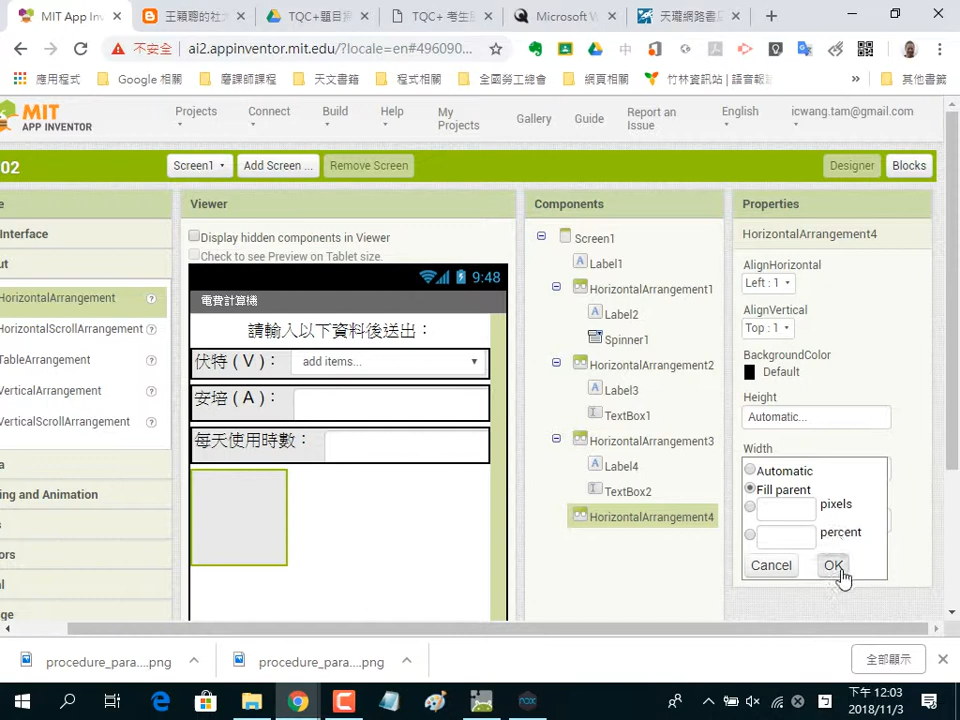 MIT App Inv
王穎聰的社大
TQC+題目共
TQC+ 考生
Microsoft W
天瓏網路書店
不安全
ai2.appinventor.mit.edu/?locale=en#496090...
應用程式
Google 相關
磨課師課程
天文書籍
程式相關
全國勞工總會
網頁相關
竹林資訊站 | 語音
»
其他書籤
MIT
APP INVENTOR
Projects
Connect
Build
Help
My Projects
Gallery
Guide
Report an Issue
English
icwang.tam@gmail.com
02
Screen1
Add Screen ...
Remove Screen
Designer
Blocks
Viewer
Components
Properties
Interface
HorizontalArrangement
HorizontalScrollArrangement
TableArrangement
VerticalArrangement
VerticalScrollArrangement
ing and Animation
Display hidden components in Viewer
Check to see Preview on Tablet size.
9:48
電費計算機
請輸入以下資料後送出：
伏特 ( V )：
add items...
安培 ( A )：
每天使用時數：
Screen1
Label1
HorizontalArrangement1
Label2
Spinner1
HorizontalArrangement2
Label3
TextBox1
HorizontalArrangement3
Label4
TextBox2
HorizontalArrangement4
HorizontalArrangement4
AlignHorizontal
Left : 1
AlignVertical
Top : 1
BackgroundColor
Default
Height
Automatic...
Width
Automatic
Fill parent
pixels
percent
Cancel
OK
procedure_para....png
procedure_para....png
全部顯示
下午 12:03
2018/11/3